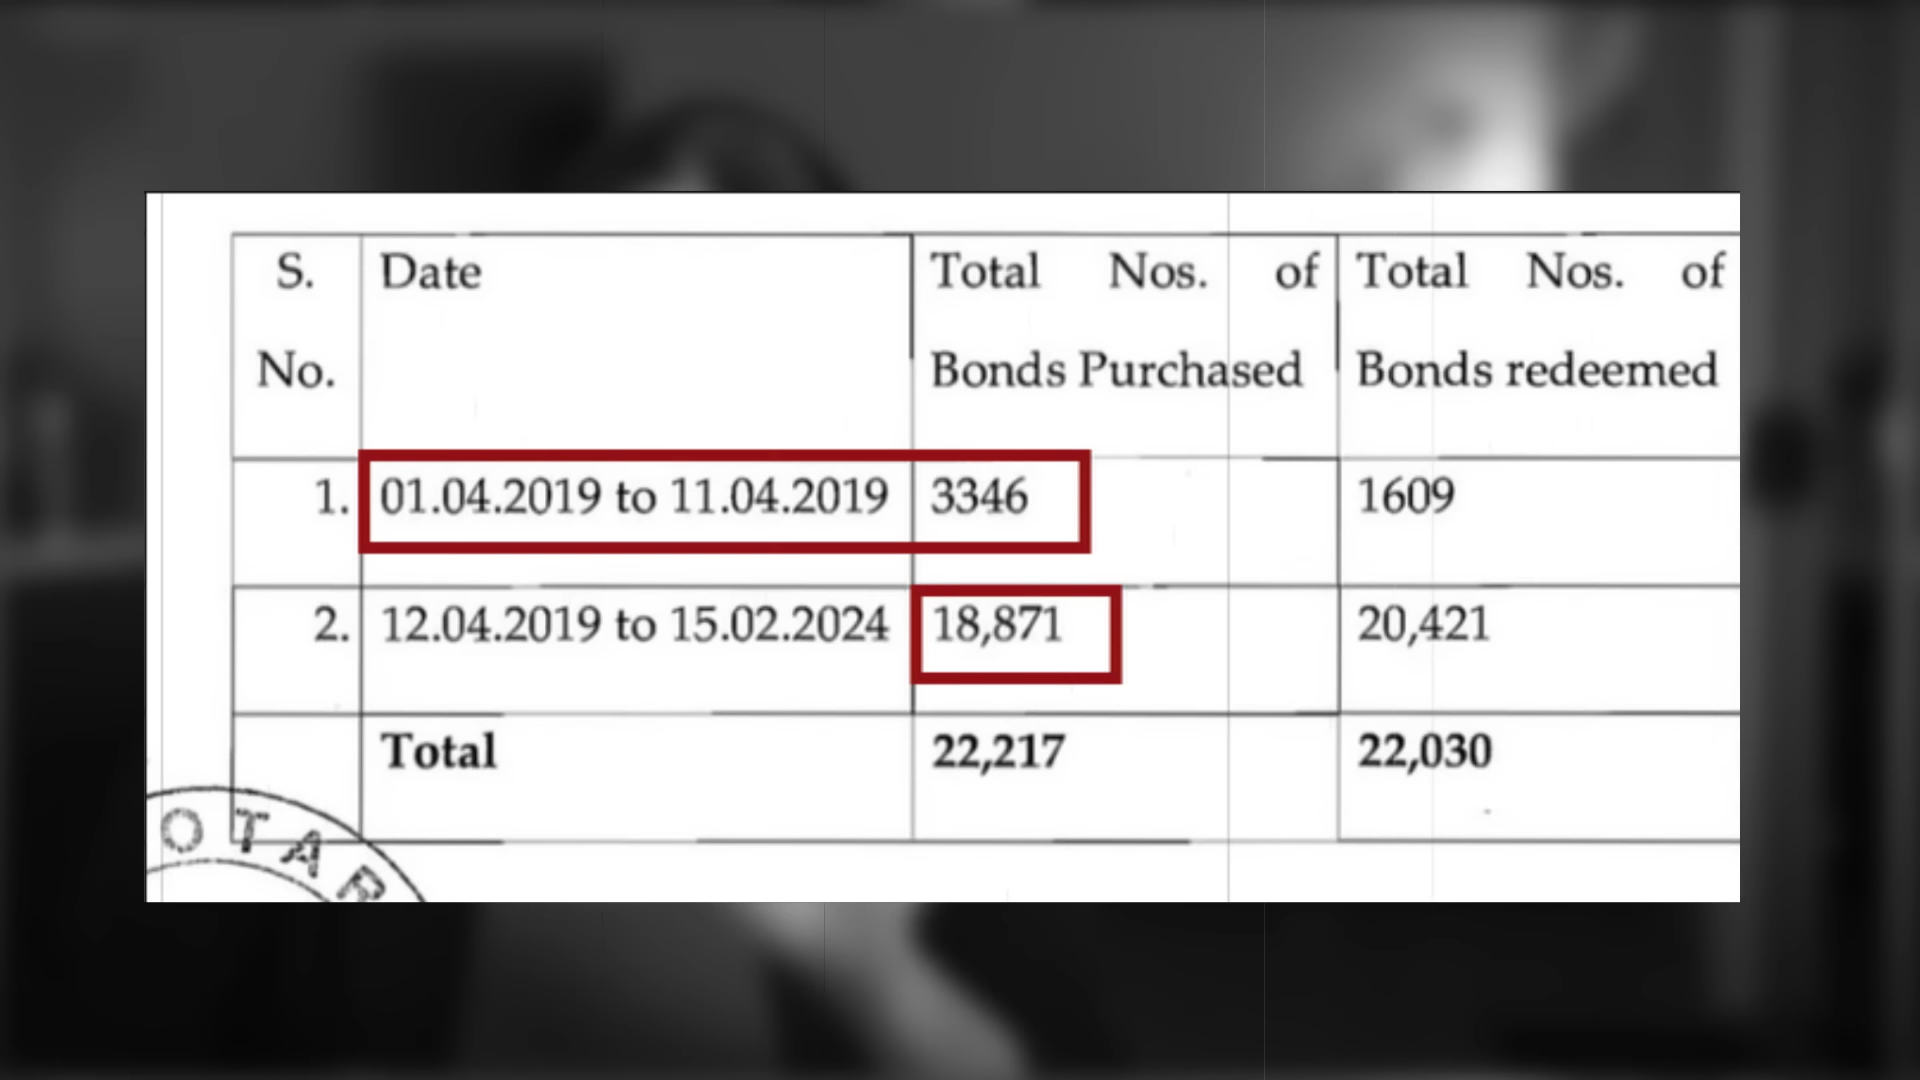 S. No. Date Total Nos. of Bonds Purchased Total Nos. of Bonds redeemed
1. 01.04.2019 to 11.04.2019 3346 1609
2. 12.04.2019 to 15.02.2024 18,871 20,421
Total 22,217 22,030
OTAR